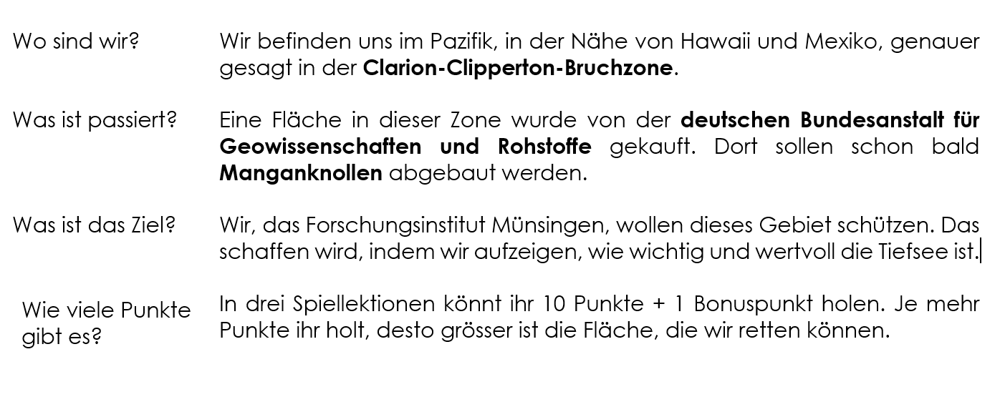 Wo sind wir?
Wir befinden uns im Pazifik, in der Nähe von Hawaii und Mexiko, genauer
gesagt in der Clarion-Clipperton-Bruchzone.
Was ist passiert?
Eine Fläche in dieser Zone wurde von der deutschen Bundesanstalt für
Geowissenschaften und Rohstoffe gekauft. Dort sollen schon bald
Manganknollen abgebaut werden.
Was ist das Ziel?
Wir, das Forschungsinstitut Münsingen, wollen dieses Gebiet schützen. Das
schaffen wird, indem wir aufzeigen, wie wichtig und wertvoll die Tiefsee ist.
Wie viele Punkte
gibt es?
In drei Spiellektionen könnt ihr 10 Punkte + 1 Bonuspunkt holen. Je mehr
Punkte ihr holt, desto grösser ist die Fläche, die wir retten können.